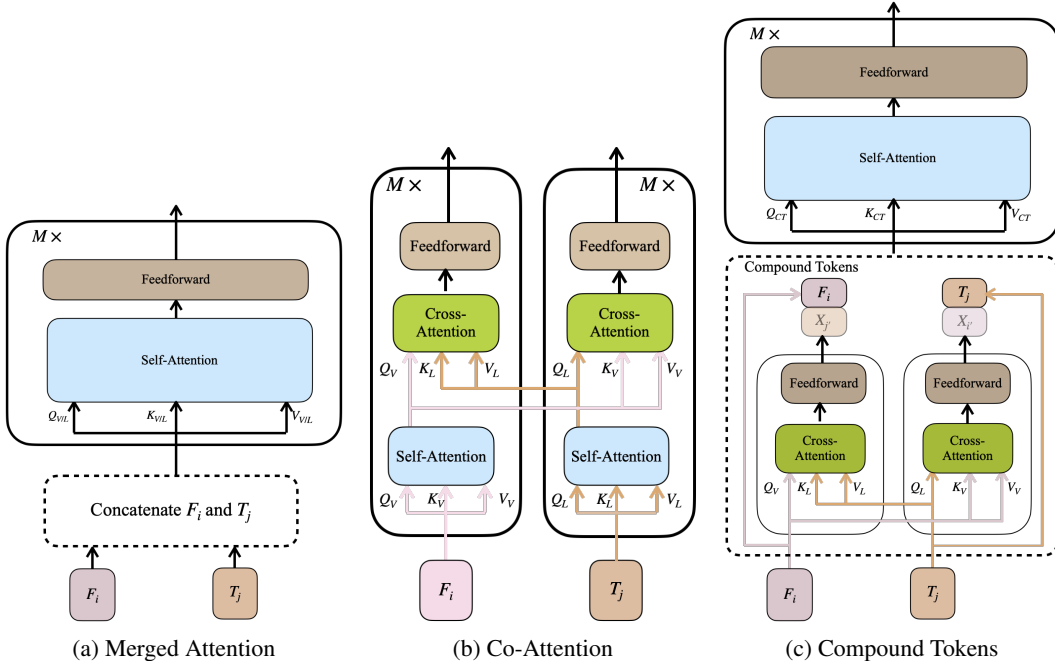 M ×
Feedforward
Self-Attention
Q_{V/L} K_{V/L} V_{V/L}
Concatenate F_i and T_j
F_i T_j
(a) Merged Attention
M × M ×
Feedforward Feedforward
Cross-Attention Cross-Attention
Q_V K_L V_L Q_L K_V V_V
Self-Attention Self-Attention
Q_V K_V V_V Q_L K_L V_L
F_i T_j
(b) Co-Attention
M ×
Feedforward
Self-Attention
Q_{CT} K_{CT} V_{CT}
Compound Tokens
F_i T_j
X_{j'} X_{i'}
Feedforward Feedforward
Cross-
Attention
Cross-
Attention
Q_V K_L V_L Q_L K_V V_V
F_i T_j
(c) Compound Tokens